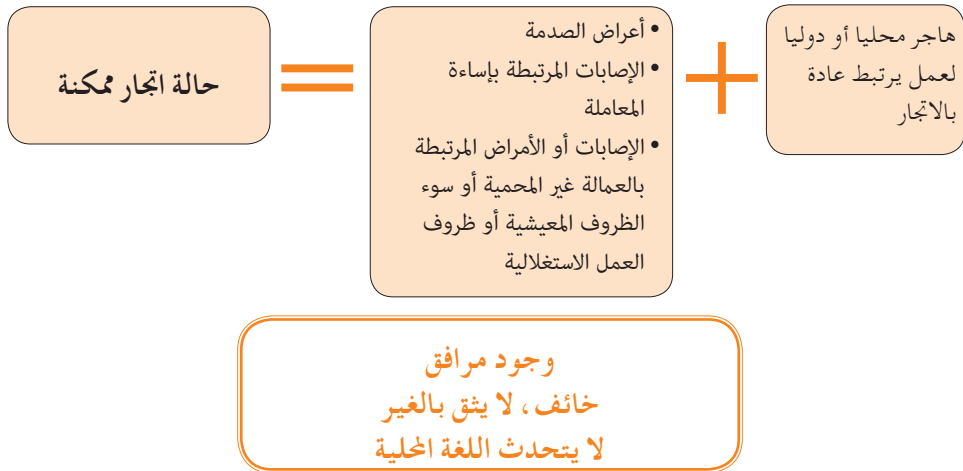 هاجر محليا أو دوليا
لعمل يرتبط عادة
بالاتجار
+
• أعراض الصدمة
• الإصابات المرتبطة بإساءة
المعاملة
• الإصابات أو الأمراض المرتبطة
بالعمالة غير المحمية أو سوء
الظروف المعيشية أو ظروف
العمل الاستغلالية
=
حالة اتجار ممكنة
وجود مرافق
خائف، لا يثق بالغير
لا يتحدث اللغة المحلية